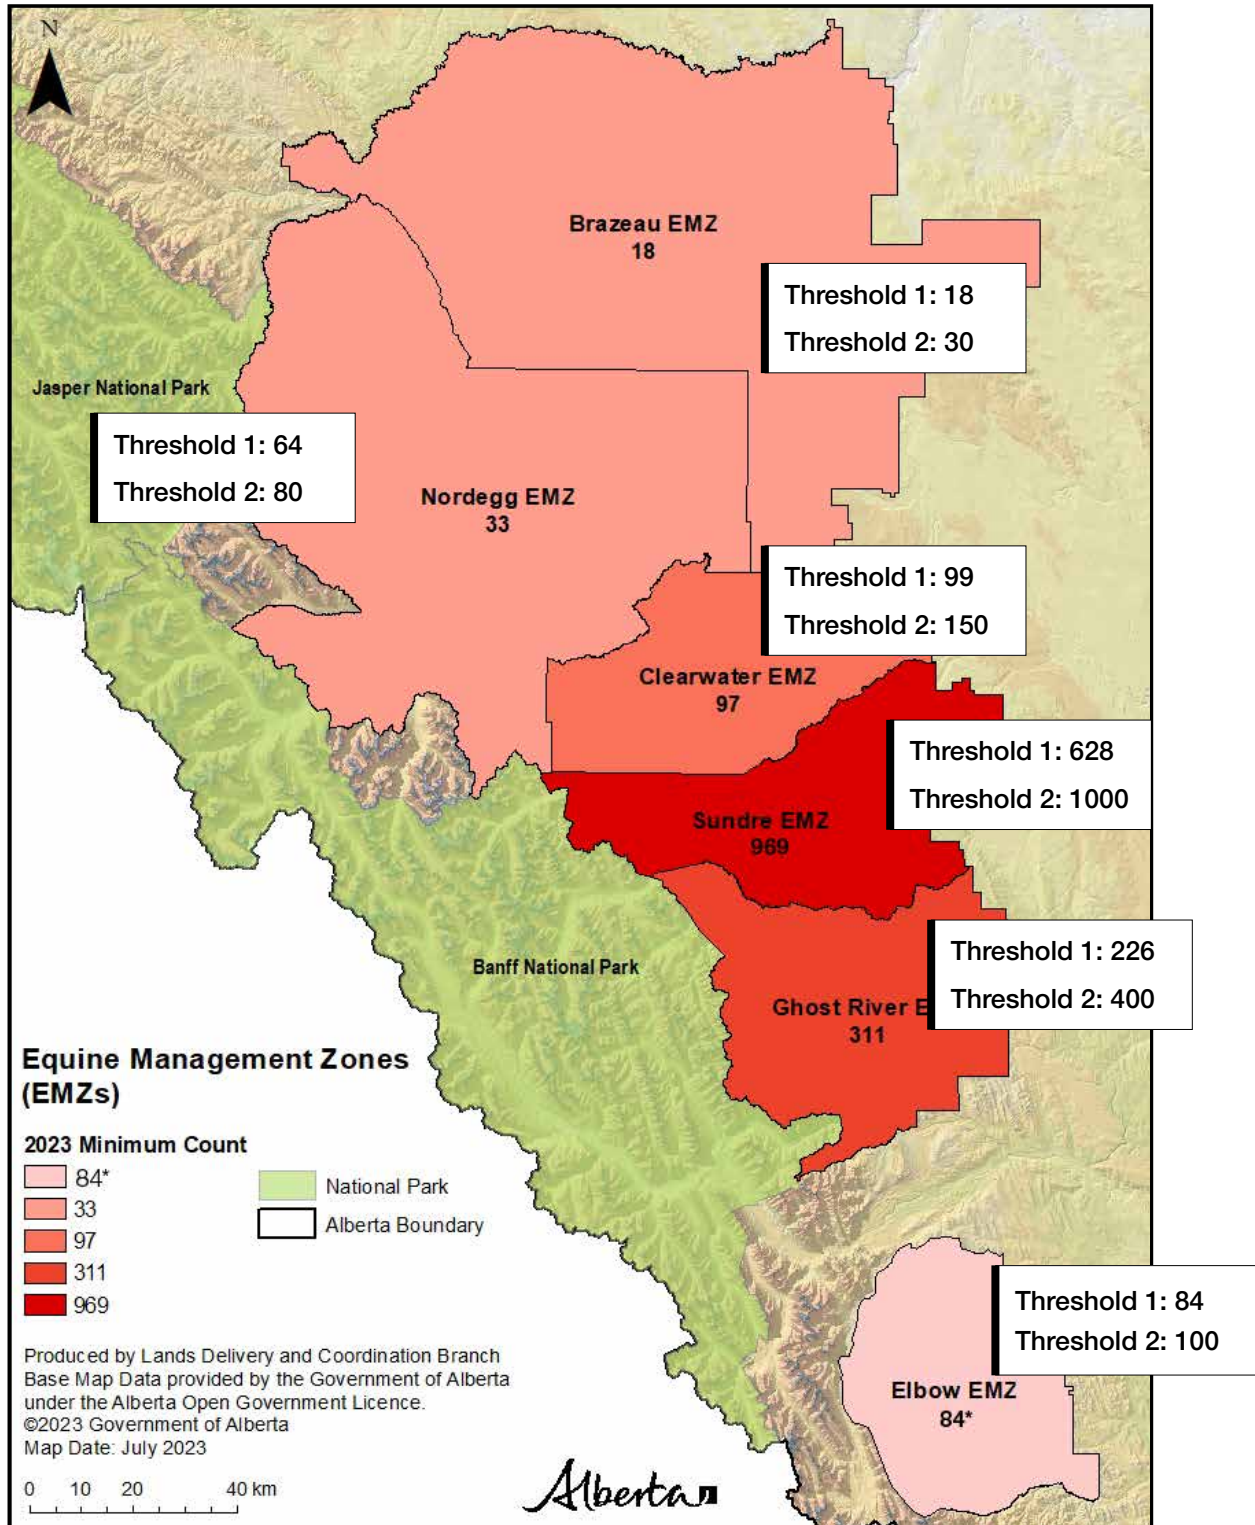 N
Brazeau EMZ
18
Threshold 1: 18
Threshold 2: 30
Jasper National Park
Threshold 1: 64
Threshold 2: 80
Nordegg EMZ
33
Threshold 1: 99
Threshold 2: 150
Clearwater EMZ
97
Threshold 1: 628
Threshold 2: 1000
Sundre EMZ
969
Threshold 1: 226
Threshold 2: 400
Banff National Park
Ghost River E
311
Equine Management Zones
(EMZs)
2023 Minimum Count
84*
33
97
311
969
National Park
Alberta Boundary
Threshold 1: 84
Threshold 2: 100
Elbow EMZ
84*
Produced by Lands Delivery and Coordination Branch
Base Map Data provided by the Government of Alberta
under the Alberta Open Government Licence.
©2023 Government of Alberta
Map Date: July 2023
0 10 20 40 km
Alberta